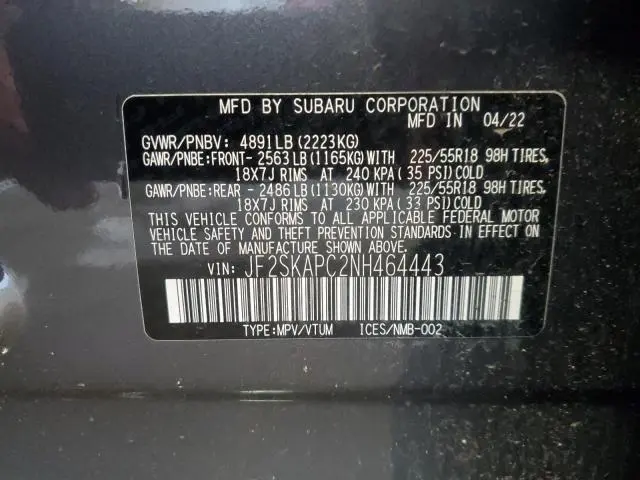 MFD BY SUBARU CORPORATION
MFD IN 04/22
GVWR/PNBV: 4891LB (2223KG)
GAWR/PNBE:FRONT- 2563LB (1165KG) WITH 225/55R18 98H TIRES,
18X7J RIMS AT 240 KPA ( 35 PSI) COLD
GAWR/PNBE:REAR - 2486LB (1130KG) WITH 225/55R18 98H TIRES,
18X7J RIMS AT 230 KPA ( 33 PSI) COLD
THIS VEHICLE CONFORMS TO ALL APPLICABLE FEDERAL MOTOR
VEHICLE SAFETY AND THEFT PREVENTION STANDARDS IN EFFECT ON THE
DATE OF MANUFACTURE SHOWN ABOVE.
VIN: JF2SKAPC2NH464443
TYPE:MPV/VTUM ICES/NMB-002